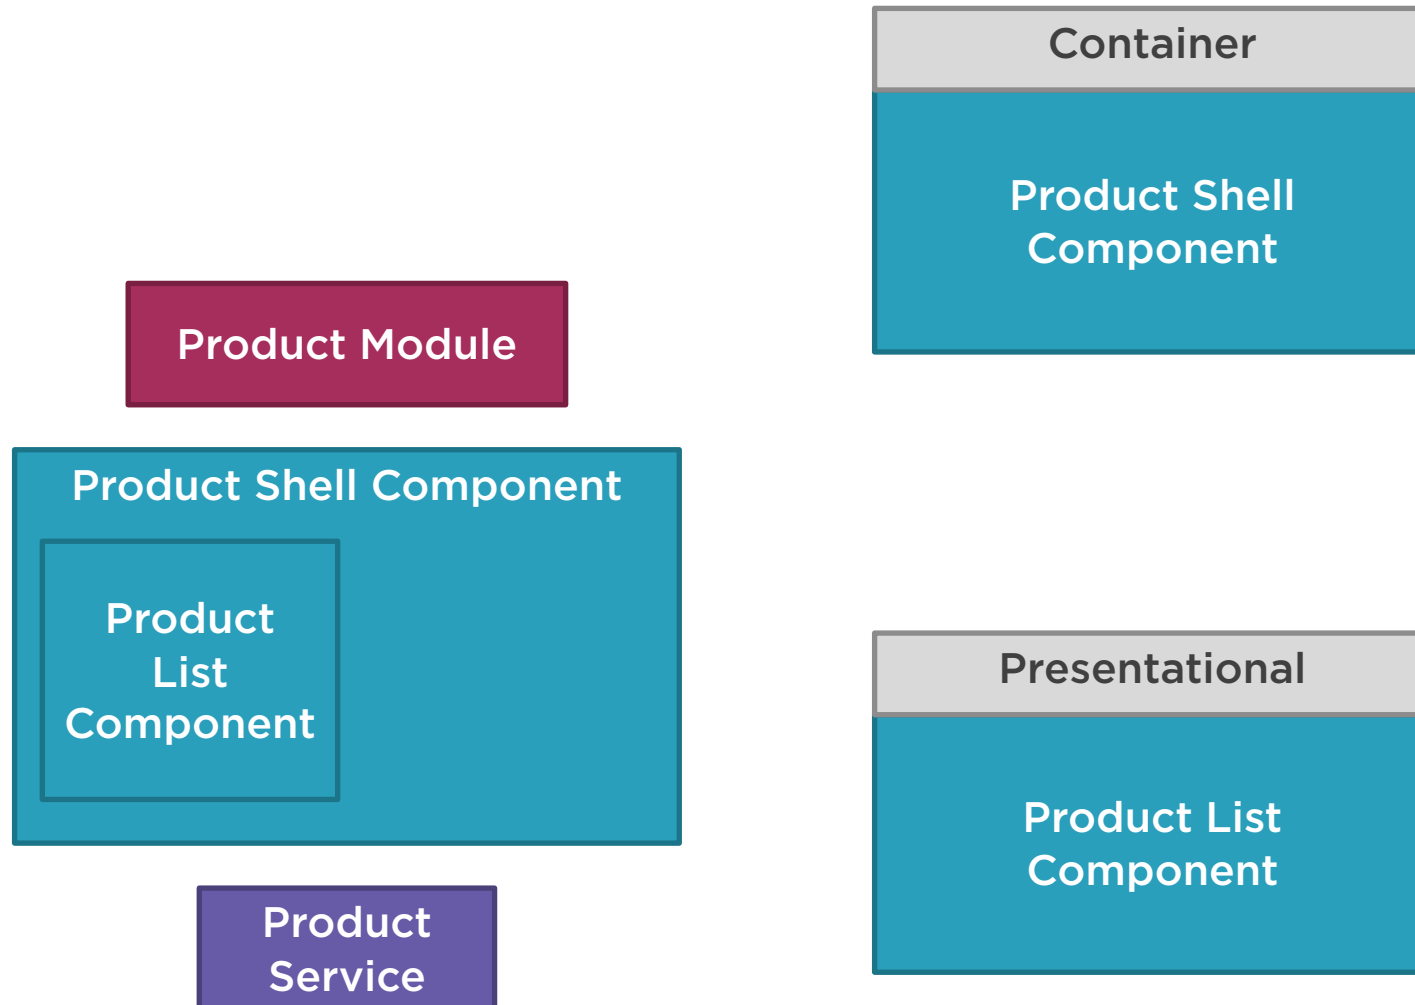 Product Module
Product Shell Component
Product
List
Component
Product
Service
Container
Product Shell
Component
Presentational
Product List
Component